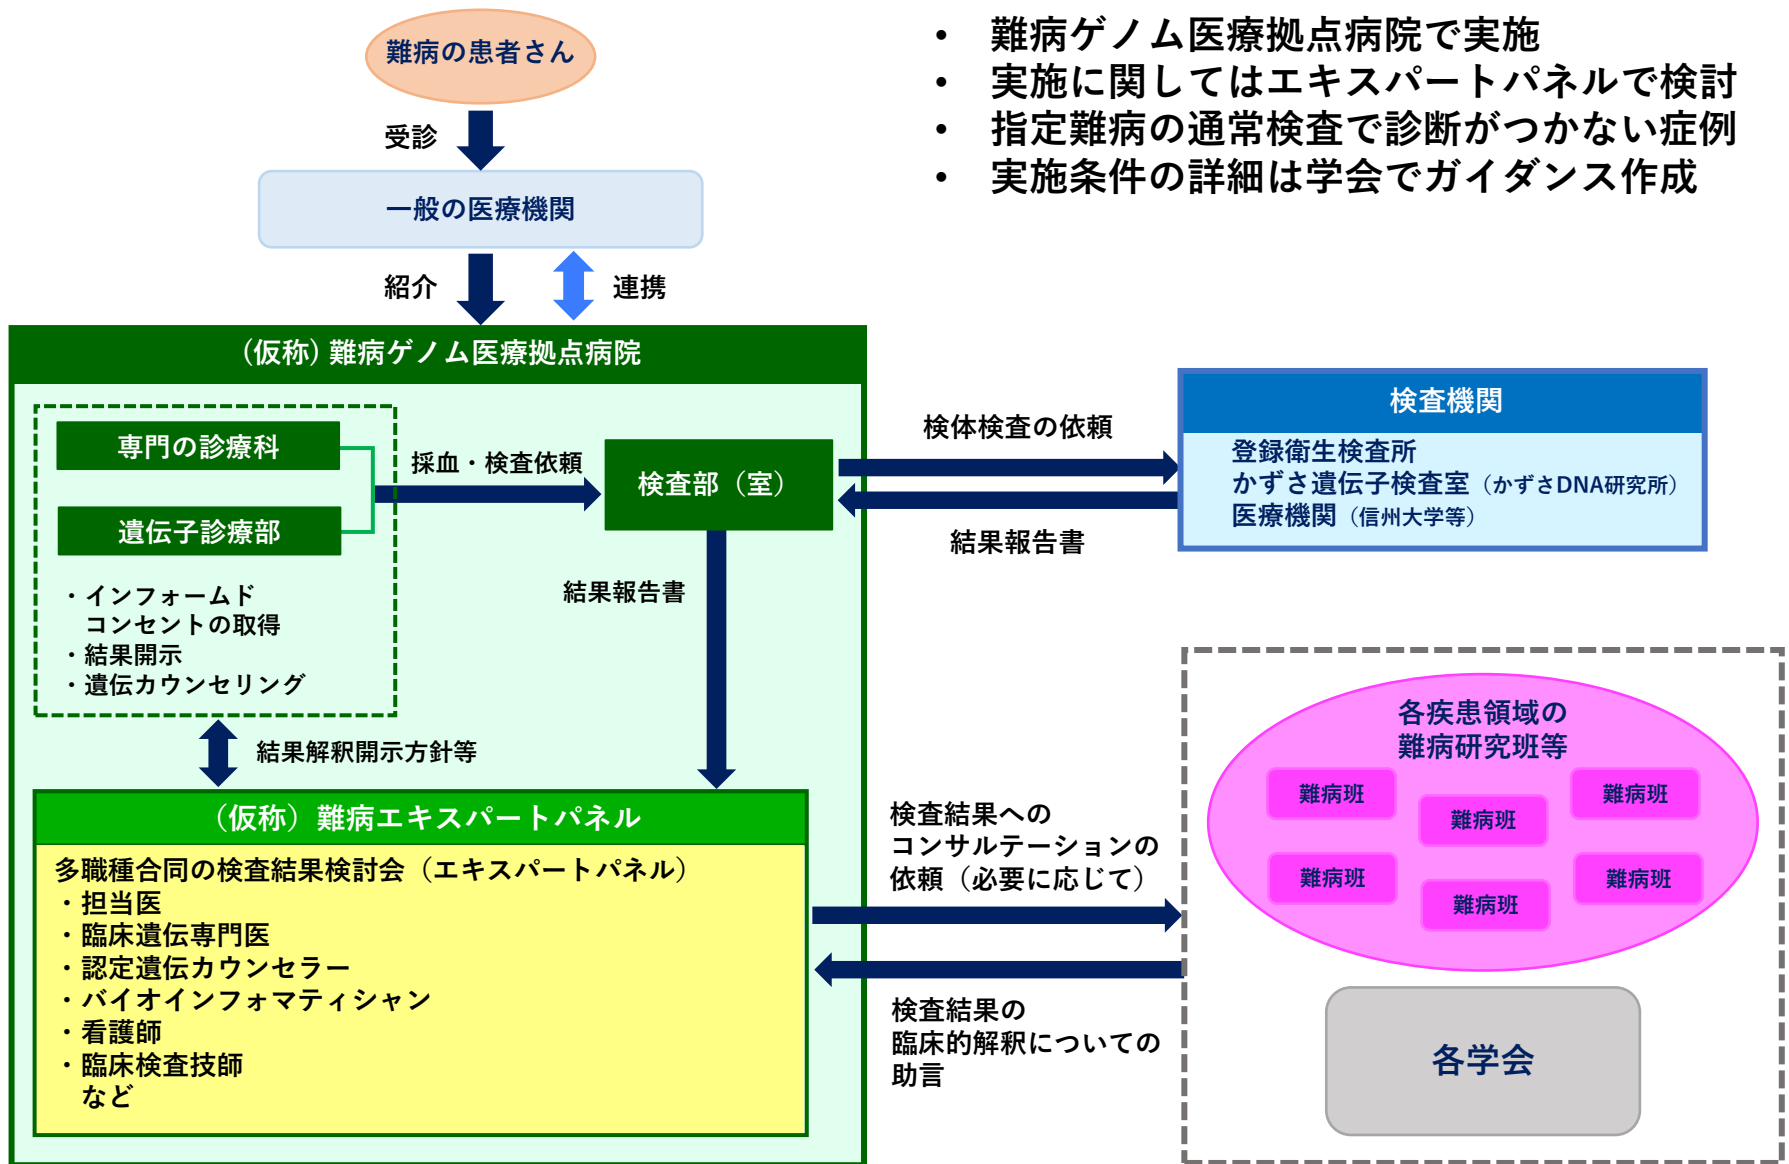 難病の患者さん
• 難病ゲノム医療拠点病院で実施
• 実施に関してはエキスパートパネルで検討
• 指定難病の通常検査で診断がつかない症例
• 実施条件の詳細は学会でガイダンス作成
受診
一般の医療機関
紹介
連携
(仮称) 難病ゲノム医療拠点病院
専門の診療科
遺伝子診療部
・インフォームド
コンセントの取得
・結果開示
・遺伝カウンセリング
採血・検査依頼
検査部（室）
検体検査の依頼
結果報告書
検査機関
登録衛生検査所
かずさ遺伝子検査室（かずさDNA研究所）
医療機関（信州大学等）
結果報告書
結果解釈開示方針等
（仮称）難病エキスパートパネル
多職種合同の検査結果検討会（エキスパートパネル）
・担当医
・臨床遺伝専門医
・認定遺伝カウンセラー
・バイオインフォマティシャン
・看護師
・臨床検査技師
など
検査結果への
コンサルテーションの
依頼（必要に応じて）
検査結果の
臨床的解釈についての
助言
各疾患領域の
難病研究班等
難病班
難病班
難病班
難病班
難病班
難病班
各学会